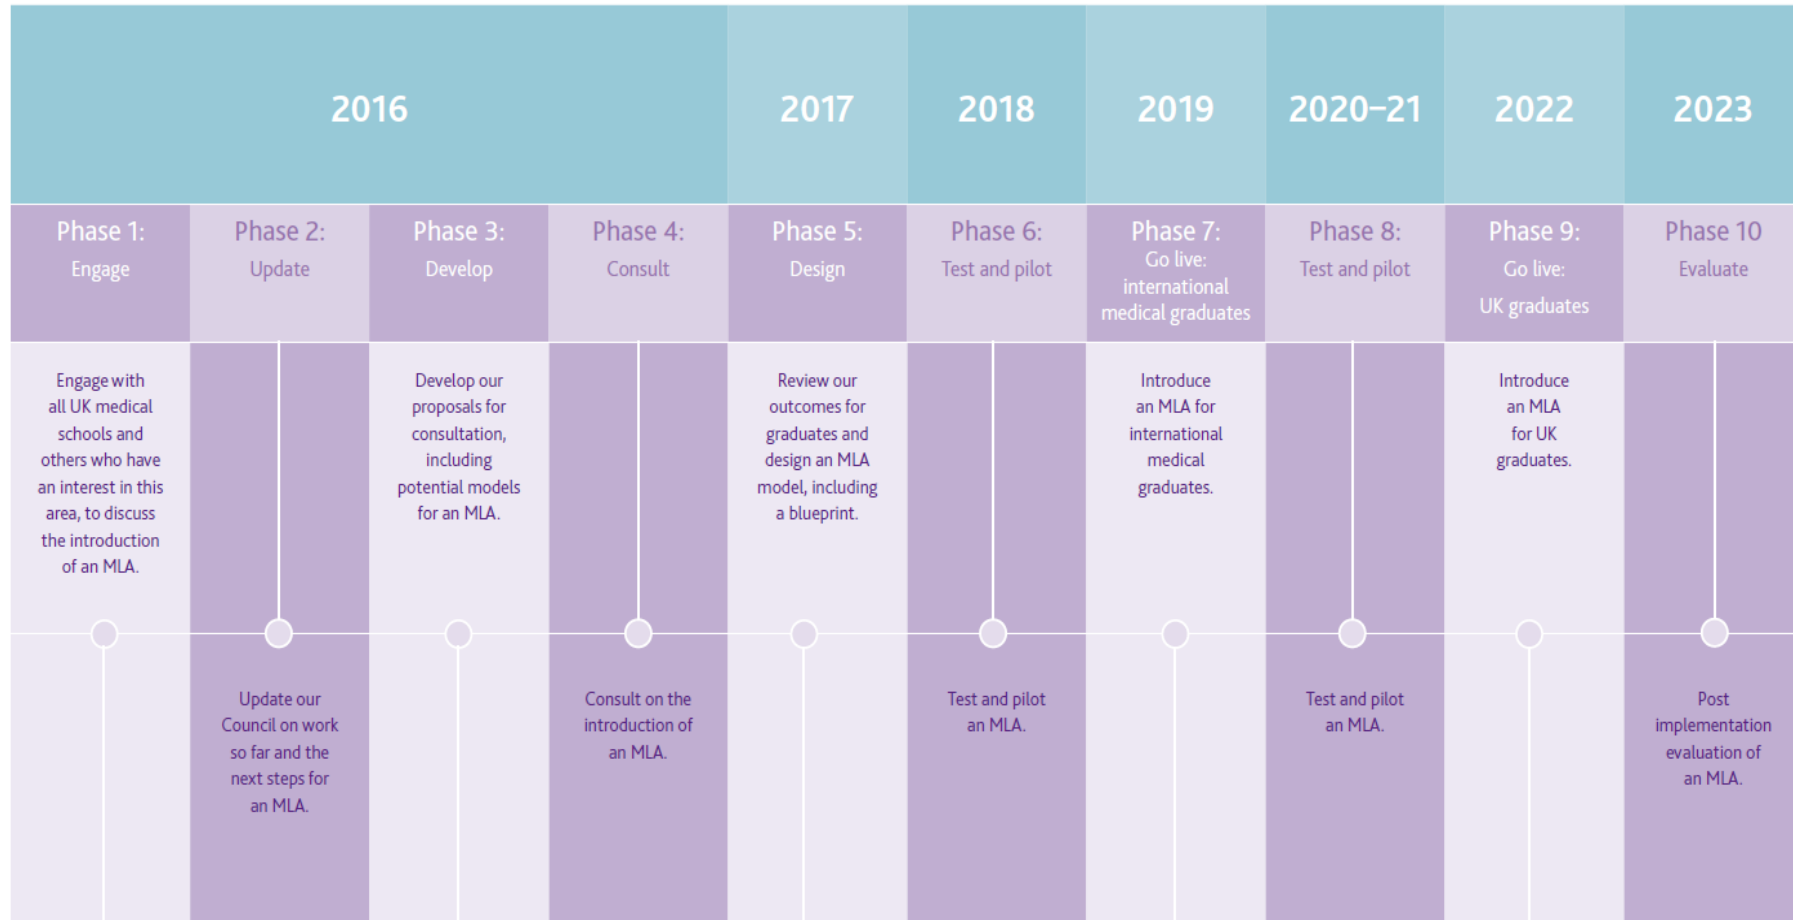 2016
2017
2018
2019
2020–21
2022
2023
Phase 1:
Engage
Phase 2:
Update
Phase 3:
Develop
Phase 4:
Consult
Phase 5:
Design
Phase 6:
Test and pilot
Phase 7:
Go live:
international
medical graduates
Phase 8:
Test and pilot
Phase 9:
Go live:
UK graduates
Phase 10
Evaluate
Engage with
all UK medical
schools and
others who have
an interest in this
area, to discuss
the introduction
of an MLA.
Update our
Council on work
so far and the
next steps for
an MLA.
Develop our
proposals for
consultation,
including
potential models
for an MLA.
Consult on the
introduction of
an MLA.
Review our
outcomes for
graduates and
design an MLA
model, including
a blueprint.
Test and pilot
an MLA.
Introduce
an MLA for
international
medical
graduates.
Test and pilot
an MLA.
Introduce
an MLA
for UK
graduates.
Post
implementation
evaluation of
an MLA.